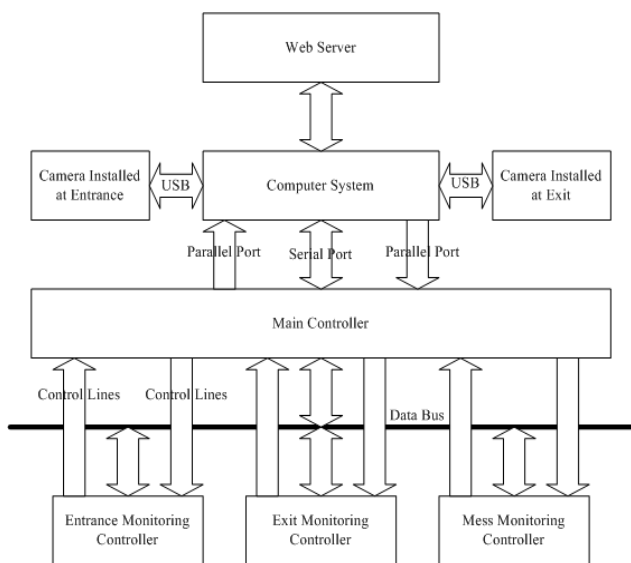 Web Server
Camera Installed
at Entrance
USB
Computer System
USB
Camera Installed
at Exit
Parallel Port
Serial Port
Parallel Port
Main Controller
Control Lines
Control Lines
Data Bus
Entrance Monitoring
Controller
Exit Monitoring
Controller
Mess Monitoring
Controller